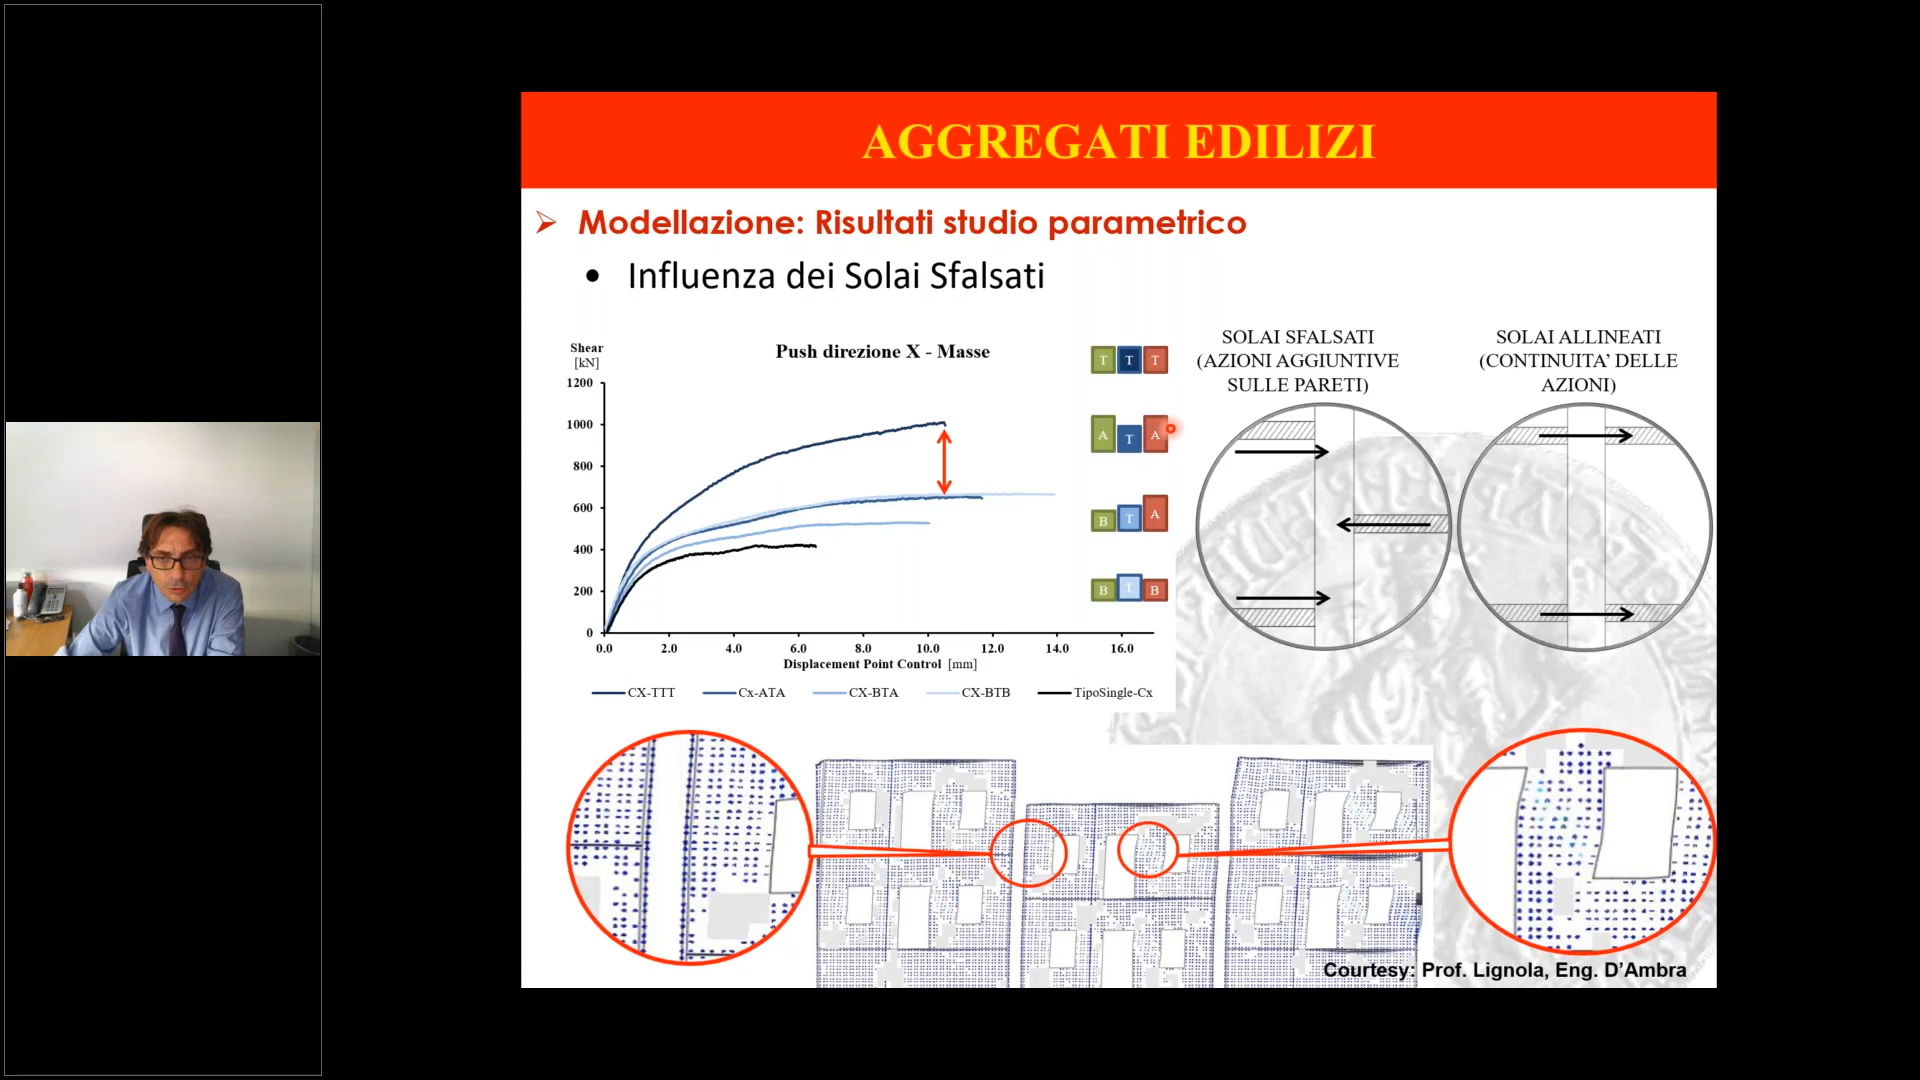 AGGREGATI EDILIZI
Modellazione: Risultati studio parametrico
• Influenza dei Solai Sfalsati
Shear
[kN]
Push direzione X - Masse
1200
1000
800
600
400
200
0
0.0 2.0 4.0 6.0 8.0 10.0 12.0 14.0 16.0
Displacement Point Control [mm]
CX-TTT Cx-ATA CX-BTA CX-BTB TipoSingle-Cx
T T T
A T A
B T A
B T B
SOLAI SFALSATI
(AZIONI AGGIUNTIVE
SULLE PARETI)
SOLAI ALLINEATI
(CONTINUITA' DELLE
AZIONI)
Courtesy: Prof. Lignola, Eng. D'Ambra